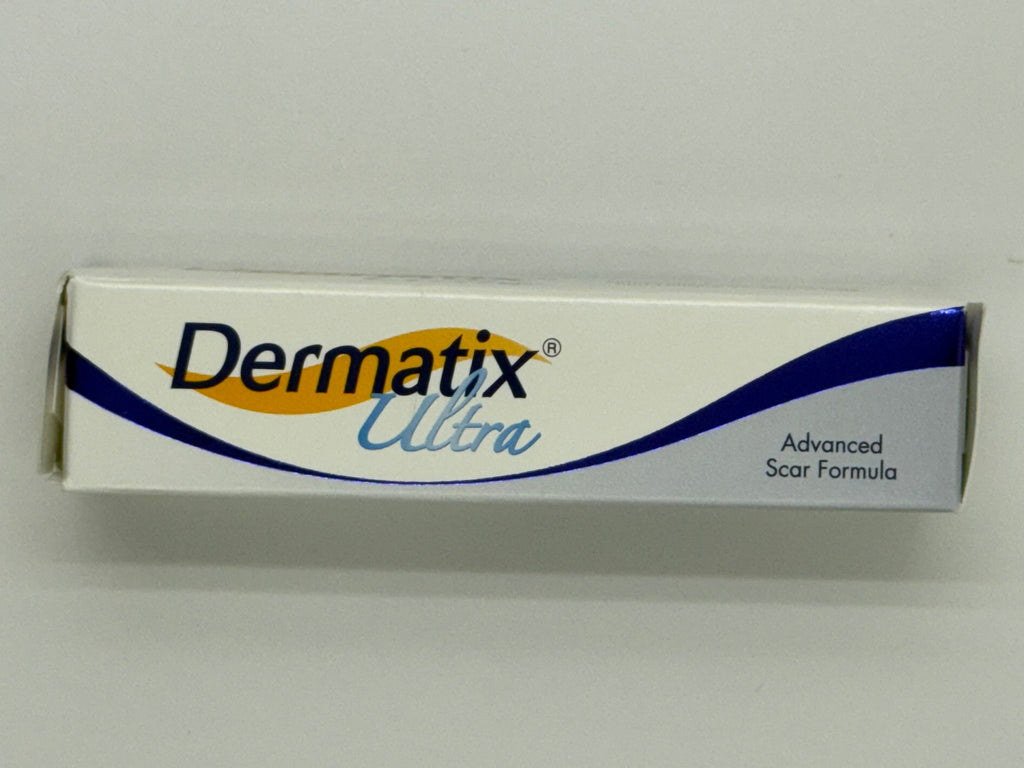 Dermatix®
Ultra
Advanced
Scar Formula